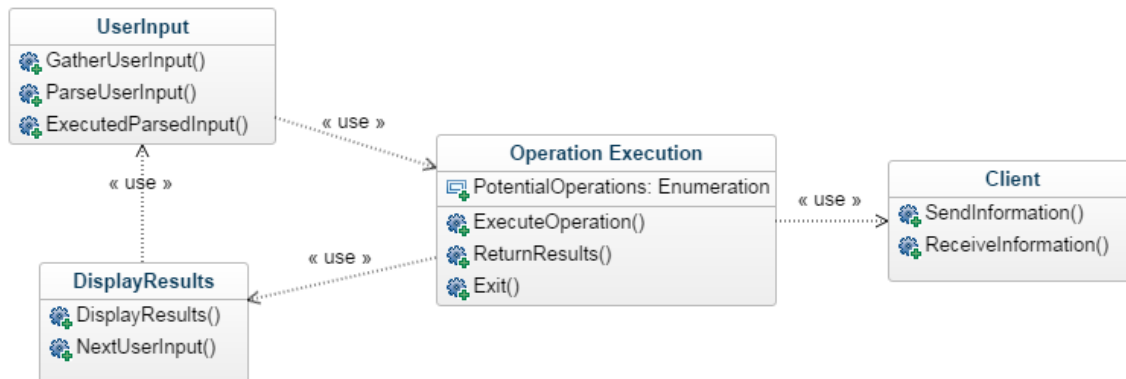 UserInput
GatherUserInput()
ParseUserInput()
ExecutedParsedInput()
« use »
« use »
Operation Execution
PotentialOperations: Enumeration
ExecuteOperation()
ReturnResults()
Exit()
« use »
Client
SendInformation()
ReceiveInformation()
« use »
DisplayResults
DisplayResults()
NextUserInput()